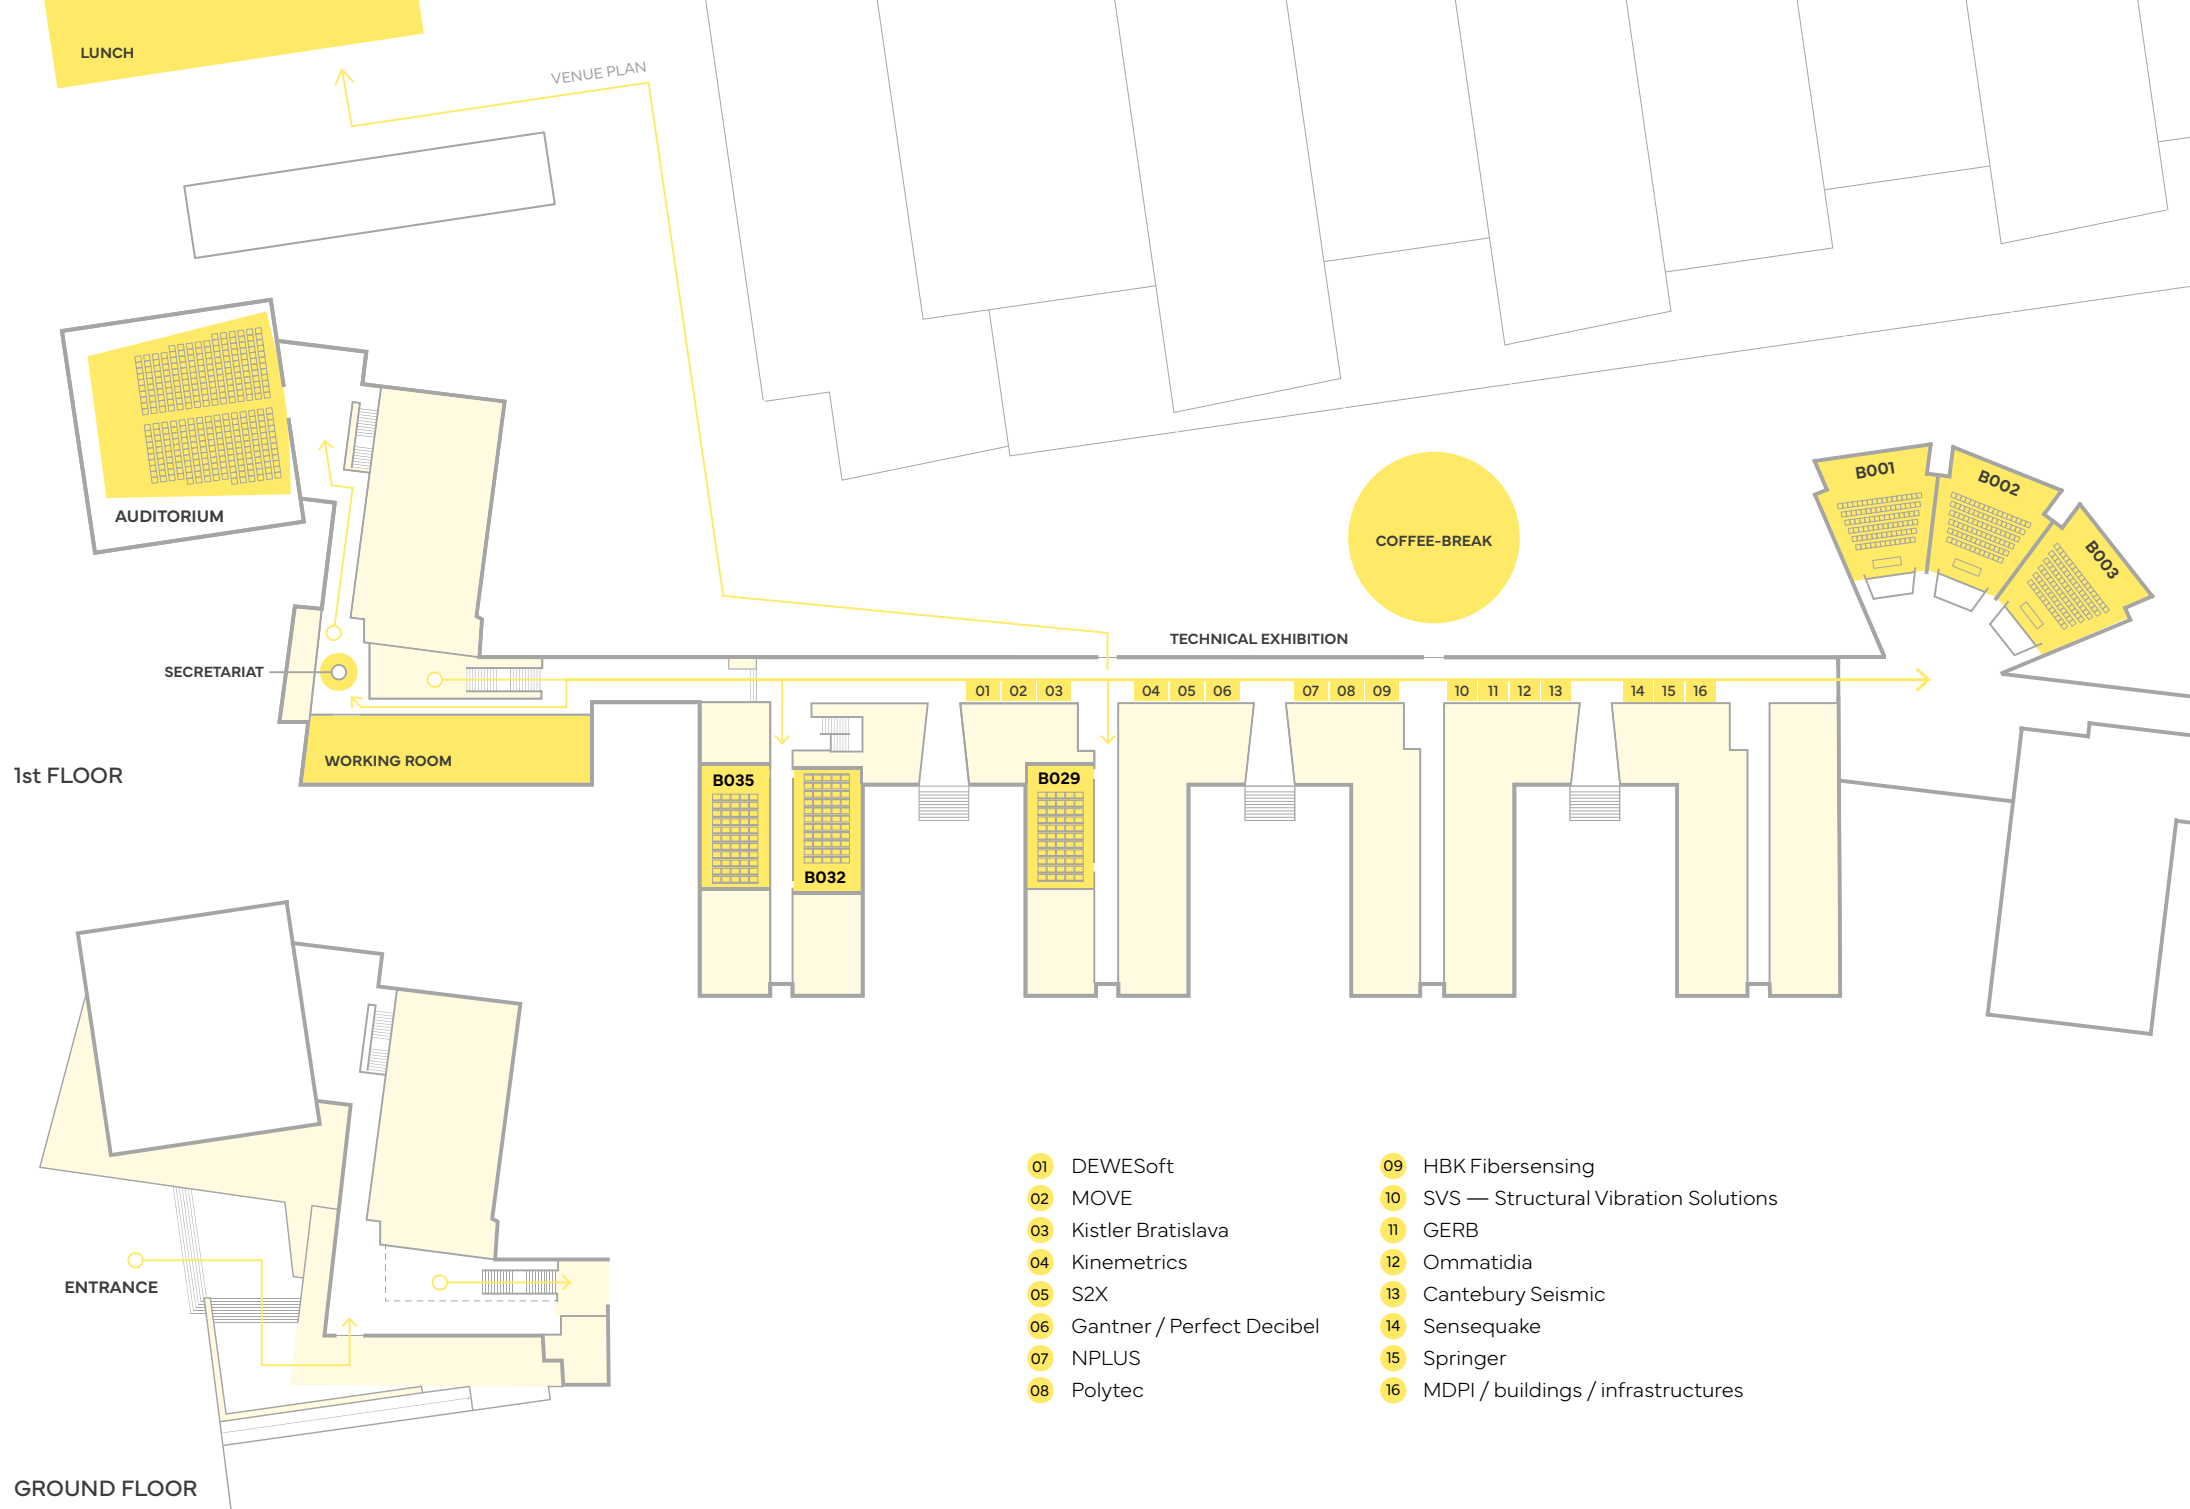 LUNCH
VENUE PLAN
B001
B002
B003
AUDITORIUM
COFFEE-BREAK
TECHNICAL EXHIBITION
SECRETARIAT
01 02 03 04 05 06 07 08 09 10 11 12 13 14 15 16
WORKING ROOM
1st FLOOR
B035
B032
B029
ENTRANCE
GROUND FLOOR
01 DEWESoft
02 MOVE
03 Kistler Bratislava
04 Kinemetrics
05 S2X
06 Gantner / Perfect Decibel
07 NPLUS
08 Polytec
09 HBK Fibersensing
10 SVS — Structural Vibration Solutions
11 GERB
12 Ommatidia
13 Cantebury Seismic
14 Sensequake
15 Springer
16 MDPI / buildings / infrastructures